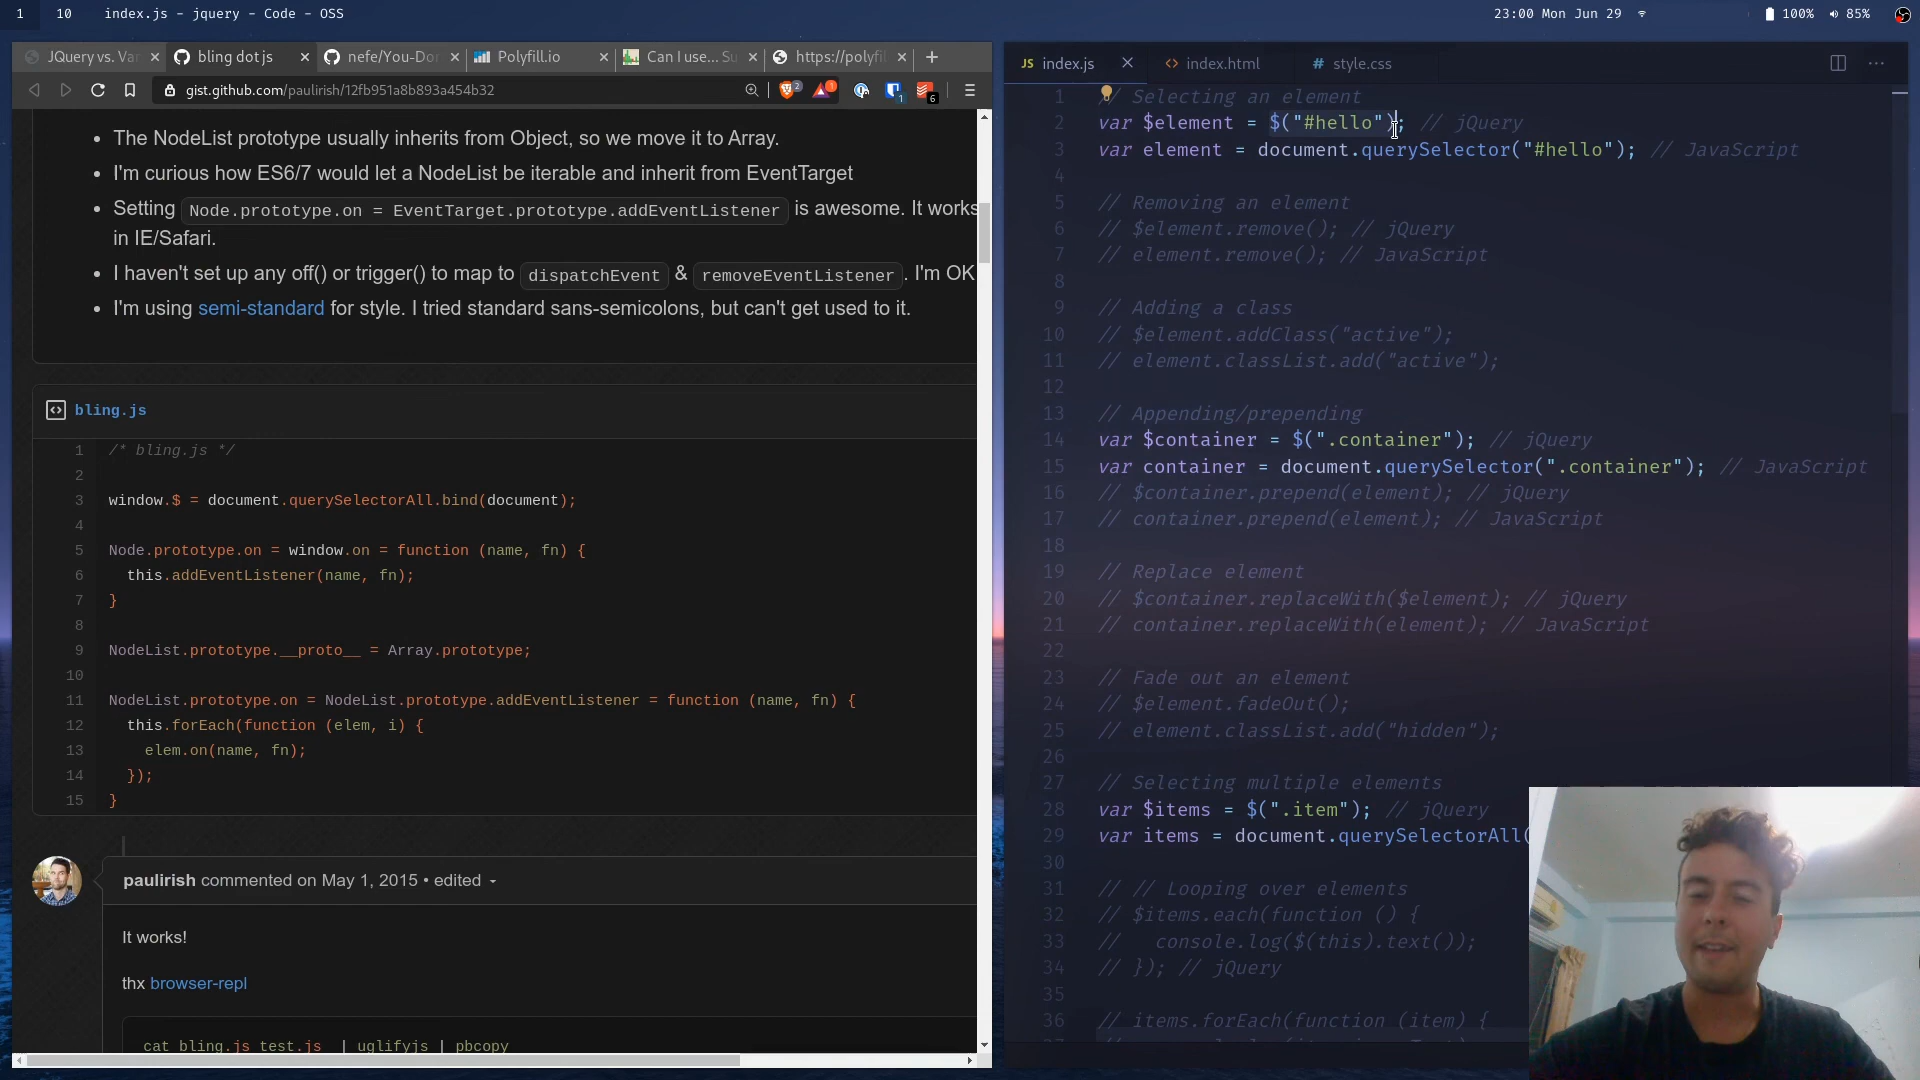 1 10 index.js - jquery - Code - OSS
23:00 Mon Jun 29 100% 85%
JQuery vs. Va
bling dot js
nefe/You-Do
Polyfill.io
Can I use... Su
https://polyfi
gist.github.com/paulirish/12fb951a8b893a454b32
2 1 1 6
• The NodeList prototype usually inherits from Object, so we move it to Array.
• I'm curious how ES6/7 would let a NodeList be iterable and inherit from EventTarget
• Setting Node.prototype.on = EventTarget.prototype.addEventListener is awesome. It works
in IE/Safari.
• I haven't set up any off() or trigger() to map to dispatchEvent & removeEventListener. I'm OK
• I'm using semi-standard for style. I tried standard sans-semicolons, but can't get used to it.
bling.js
1 /* bling.js */
2
3 window.$ = document.querySelectorAll.bind(document);
4
5 Node.prototype.on = window.on = function (name, fn) {
6 this.addEventListener(name, fn);
7 }
8
9 NodeList.prototype.__proto__ = Array.prototype;
10
11 NodeList.prototype.on = NodeList.prototype.addEventListener = function (name, fn) {
12 this.forEach(function (elem, i) {
13 elem.on(name, fn);
14 });
15 }
paulirish commented on May 1, 2015 • edited
It works!
thx browser-repl
cat bling.js test.js | uglifyjs | pbcopy
JS index.js
<> index.html
# style.css
1 // Selecting an element
2 var $element = $("#hello"); // jQuery
3 var element = document.querySelector("#hello"); // JavaScript
4
5 // Removing an element
6 // $element.remove(); // jQuery
7 // element.remove(); // JavaScript
8
9 // Adding a class
10 // $element.addClass("active");
11 // element.classList.add("active");
12
13 // Appending/prepending
14 var $container = $(".container"); // jQuery
15 var container = document.querySelector(".container"); // JavaScript
16 // $container.prepend(element); // jQuery
17 // container.prepend(element); // JavaScript
18
19 // Replace element
20 // $container.replaceWith($element); // jQuery
21 // container.replaceWith(element); // JavaScript
22
23 // Fade out an element
24 // $element.fadeOut();
25 // element.classList.add("hidden");
26
27 // Selecting multiple elements
28 var $items = $(".item"); // jQuery
29 var items = document.querySelectorAll(
30
31 // // Looping over elements
32 // $items.each(function () {
33 // console.log($(this).text());
34 // }); // jQuery
35
36 // items.forEach(function (item) {